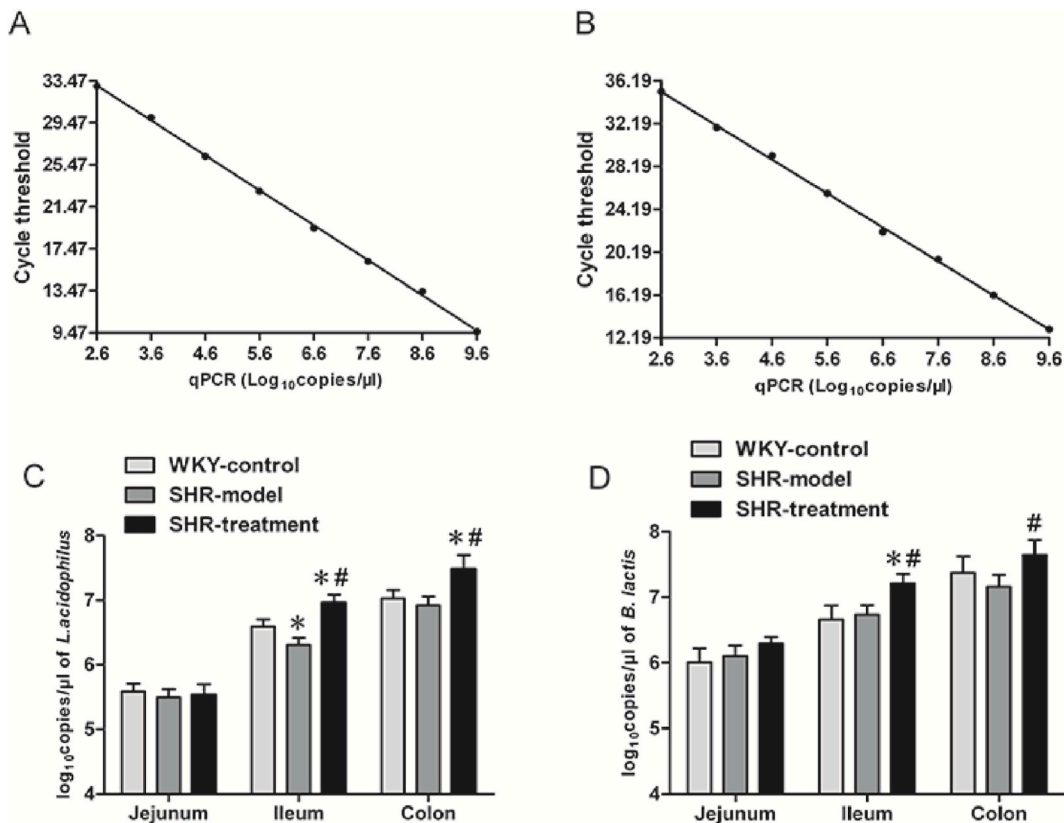 A
33.47
29.47
25.47
21.47
17.47
13.47
9.47
Cycle threshold
2.6 3.6 4.6 5.6 6.6 7.6 8.6 9.6
qPCR (Log₁₀copies/µl)
B
36.19
32.19
28.19
24.19
20.19
16.19
12.19
Cycle threshold
2.6 3.6 4.6 5.6 6.6 7.6 8.6 9.6
qPCR (Log₁₀copies/µl)
C
WKY-control
SHR-model
SHR-treatment
8
7
6
5
4
log₁₀copies/µl of L.acidophilus
*
*#
*#
Jejunum Ileum Colon
D
WKY-control
SHR-model
SHR-treatment
8
7
6
5
4
log₁₀copies/µl of B. lactis
*#
#
Jejunum Ileum Colon